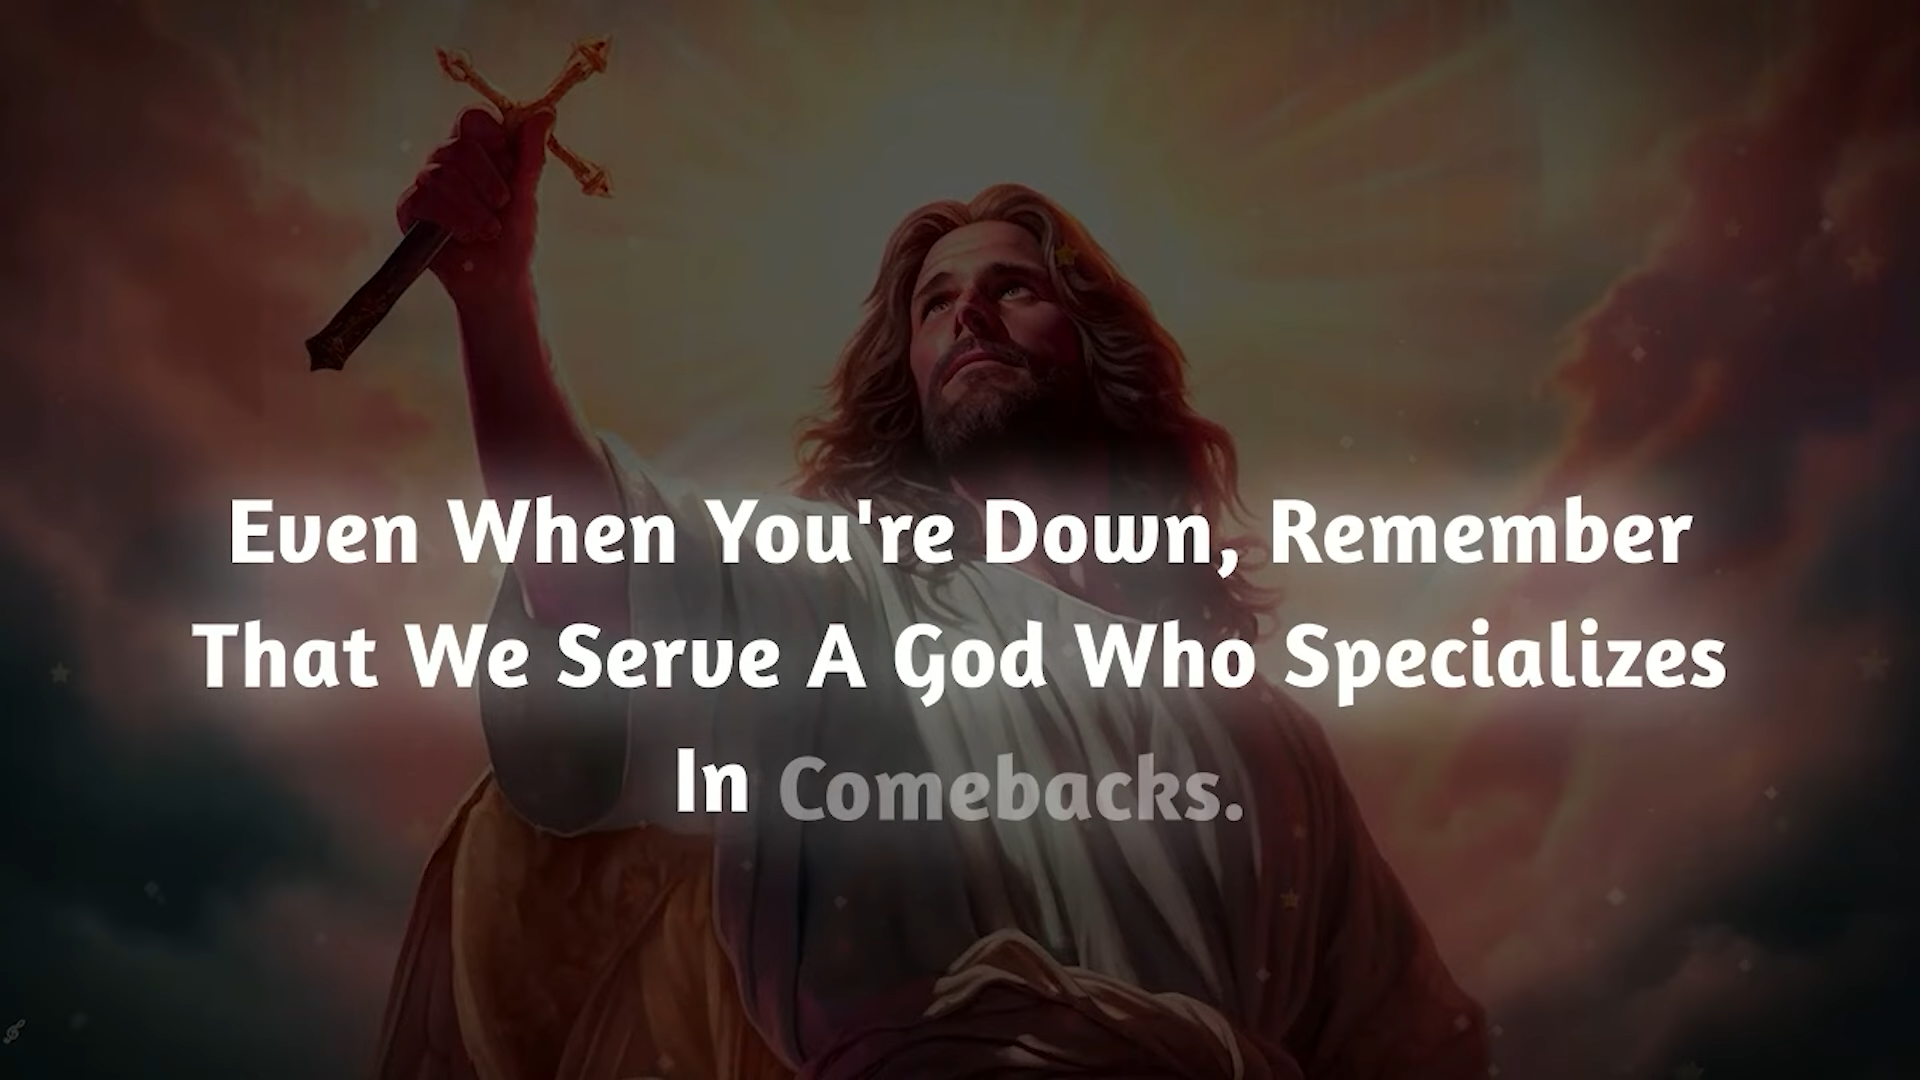 Even When You're Down, Remember
That We Serve A God Who Specializes
In Comebacks.